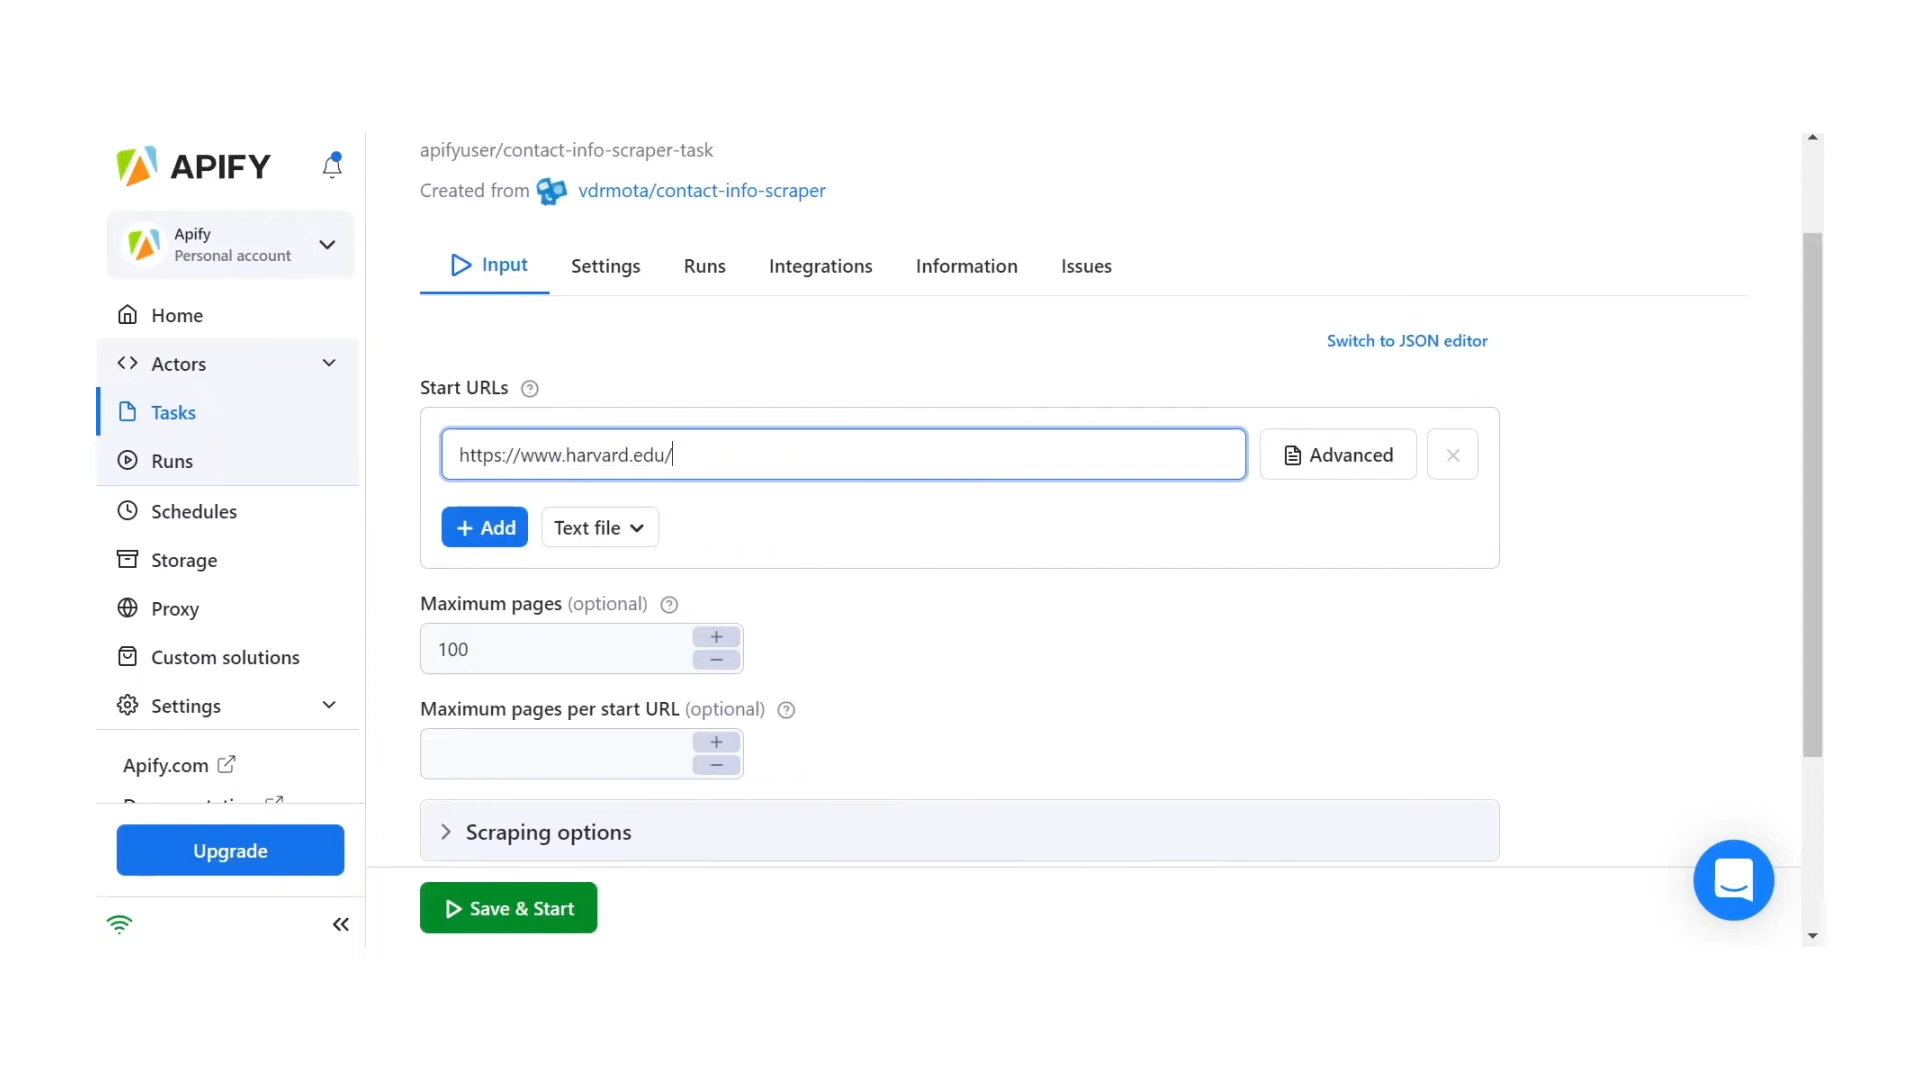 APIFY
Apify
Personal account
Home
Actors
Tasks
Runs
Schedules
Storage
Proxy
Custom solutions
Settings
Apify.com
Upgrade
apifyuser/contact-info-scraper-task
Created from vdrmota/contact-info-scraper
Input Settings Runs Integrations Information Issues
Switch to JSON editor
Start URLs
https://www.harvard.edu/ Advanced
+ Add Text file
Maximum pages (optional)
100
Maximum pages per start URL (optional)
Scraping options
Save & Start